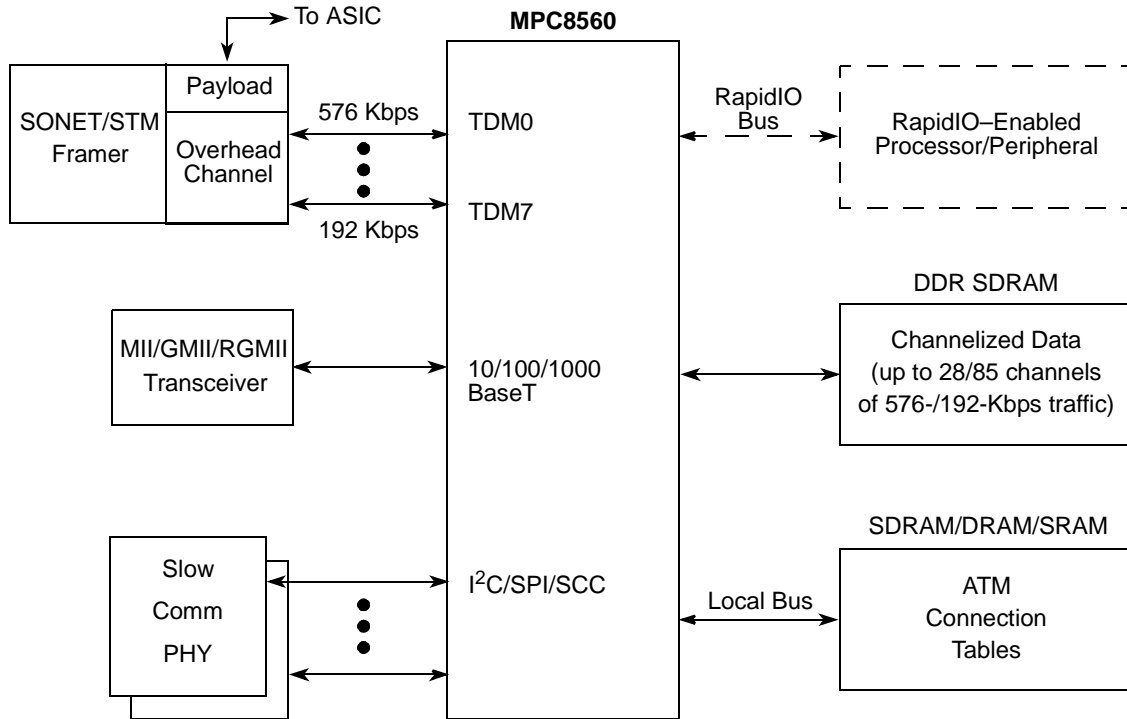 To ASIC
MPC8560
Payload
SONET/STM
Framer
Overhead
Channel
576 Kbps
192 Kbps
TDM0
TDM7
RapidIO
Bus
RapidIO–Enabled
Processor/Peripheral
MII/GMII/RGMII
Transceiver
10/100/1000
BaseT
DDR SDRAM
Channelized Data
(up to 28/85 channels
of 576-/192-Kbps traffic)
Slow
Comm
PHY
I²C/SPI/SCC
Local Bus
SDRAM/DRAM/SRAM
ATM
Connection
Tables